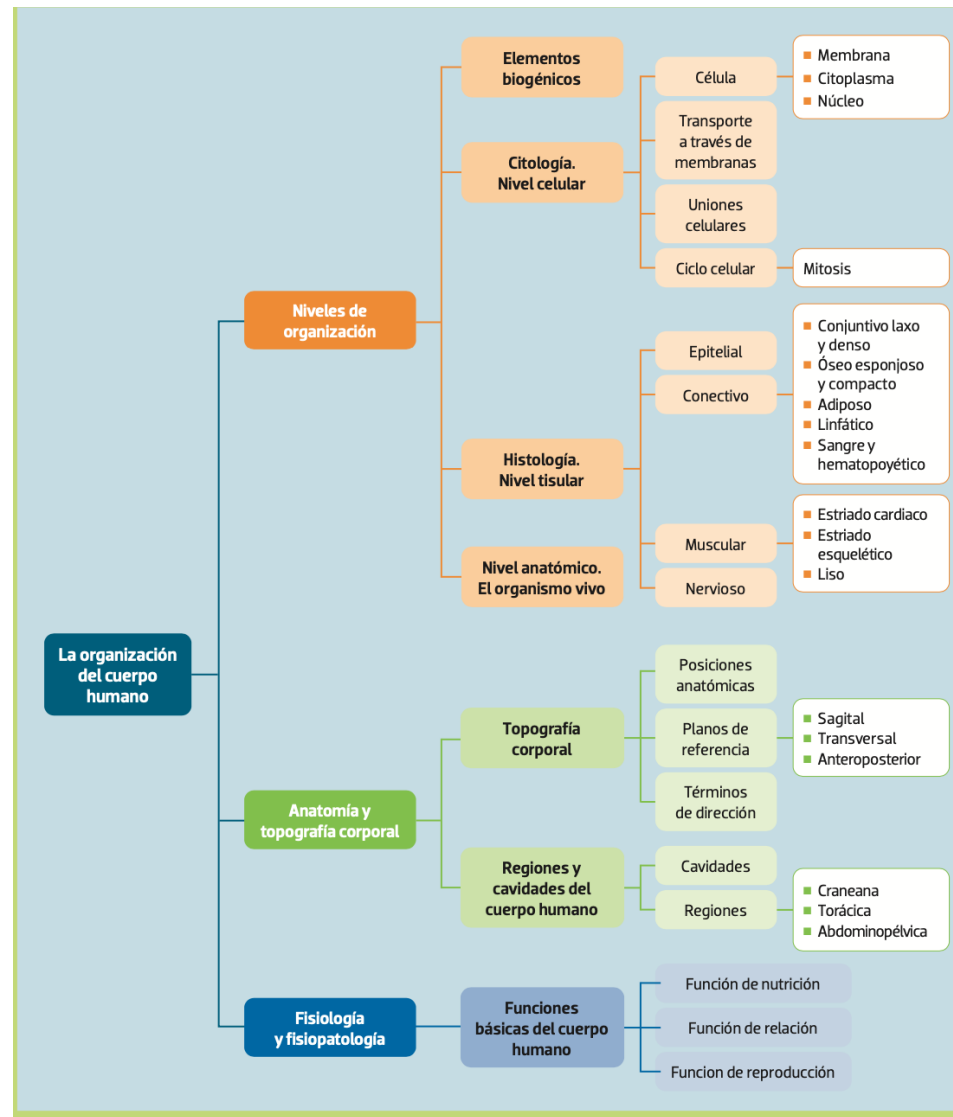 La organización
del cuerpo
humano
Niveles de
organización
Elementos
biogénicos
Citología.
Nivel celular
Célula
Membrana
Citoplasma
Núcleo
Transporte
a través de
membranas
Uniones
celulares
Ciclo celular
Mitosis
Histología.
Nivel tisular
Epitelial
Conectivo
Conjuntivo laxo
y denso
Óseo esponjoso
y compacto
Adiposo
Linfático
Sangre y
hematopoyético
Muscular
Estriado cardiaco
Estriado
esquelético
Liso
Nervioso
Nivel anatómico.
El organismo vivo
Anatomía y
topografía corporal
Topografía
corporal
Posiciones
anatómicas
Planos de
referencia
Sagital
Transversal
Anteroposterior
Términos
de dirección
Regiones y
cavidades del
cuerpo humano
Cavidades
Regiones
Craneana
Torácica
Abdominopélvica
Fisiología
y fisiopatología
Funciones
básicas del cuerpo
humano
Función de nutrición
Función de relación
Funcion de reproducción